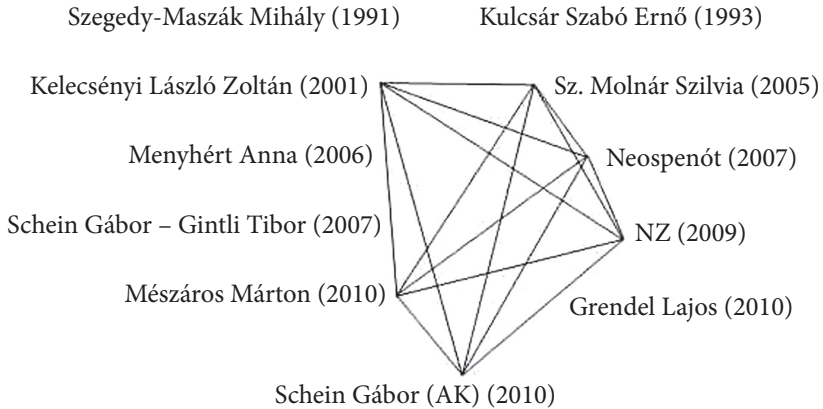 Szegedy-Maszák Mihály (1991) Kulcsár Szabó Ernő (1993)
Kelecsényi László Zoltán (2001) Sz. Molnár Szilvia (2005)
Menyhért Anna (2006) Neospenót (2007)
Schein Gábor – Gintli Tibor (2007) NZ (2009)
Mészáros Márton (2010) Grendel Lajos (2010)
Schein Gábor (AK) (2010)